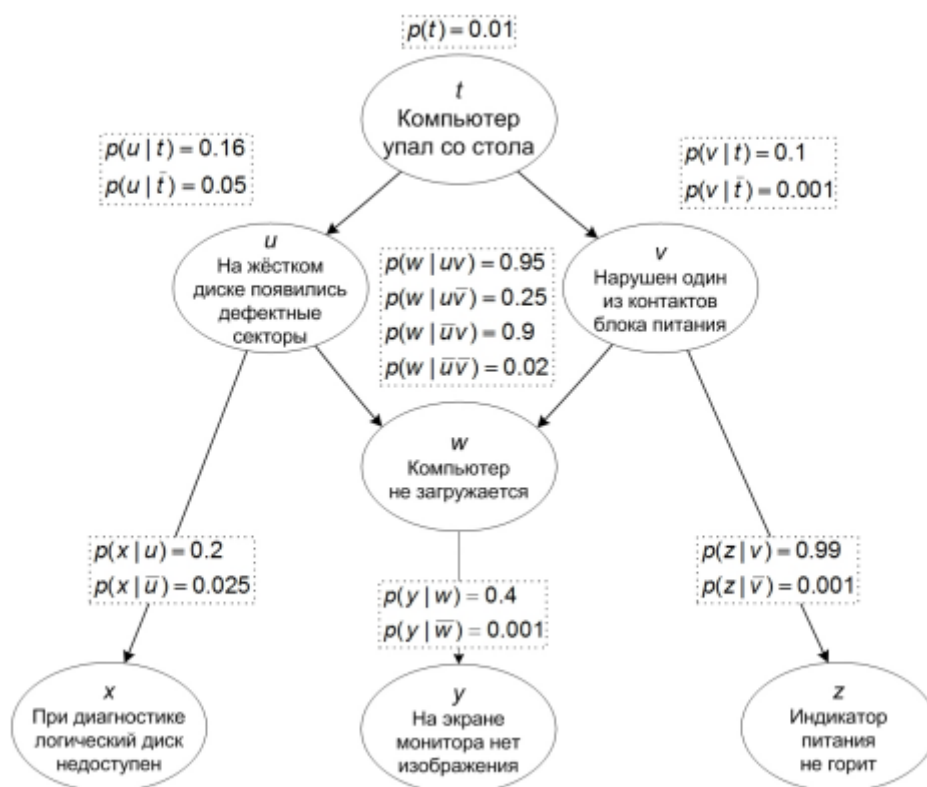 p(t) = 0.01
t
Компьютер
упал со стола
p(u | t) = 0.16
p(u | t̄) = 0.05
p(v | t) = 0.1
p(v | t̄) = 0.001
u
На жёстком
диске появились
дефектные
секторы
p(w | uv) = 0.95
p(w | uv̄) = 0.25
p(w | ūv) = 0.9
p(w | ūv̄) = 0.02
v
Нарушен один
из контактов
блока питания
w
Компьютер
не загружается
p(x | u) = 0.2
p(x | ū) = 0.025
p(y | w) = 0.4
p(y | w̅) = 0.001
p(z | v) = 0.99
p(z | v̄) = 0.001
x
При диагностике
логический диск
недоступен
y
На экране
монитора нет
изображения
z
Индикатор
питания
не горит